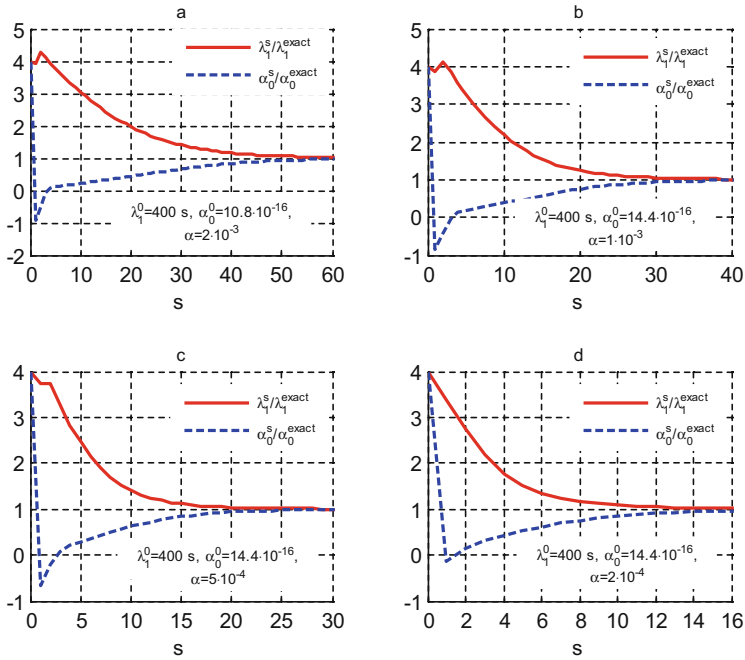 a
5
4
3
2
1
0
-1
-2
λ₁ˢ/λ₁ᵉˣᵃᶜᵗ
α₀ˢ/α₀ᵉˣᵃᶜᵗ
λ₁⁰=400 s, α₀⁰=10.8·10⁻¹⁶,
α=2·10⁻³
0 10 20 30 40 50 60
s
b
5
4
3
2
1
0
-1
λ₁ˢ/λ₁ᵉˣᵃᶜᵗ
α₀ˢ/α₀ᵉˣᵃᶜᵗ
λ₁⁰=400 s, α₀⁰=14.4·10⁻¹⁶,
α=1·10⁻³
0 10 20 30 40
s
c
4
3
2
1
0
-1
λ₁ˢ/λ₁ᵉˣᵃᶜᵗ
α₀ˢ/α₀ᵉˣᵃᶜᵗ
λ₁⁰=400 s, α₀⁰=14.4·10⁻¹⁶,
α=5·10⁻⁴
0 5 10 15 20 25 30
s
d
4
3
2
1
0
-1
λ₁ˢ/λ₁ᵉˣᵃᶜᵗ
α₀ˢ/α₀ᵉˣᵃᶜᵗ
λ₁⁰=400 s, α₀⁰=14.4·10⁻¹⁶,
α=2·10⁻⁴
0 2 4 6 8 10 12 14 16
s